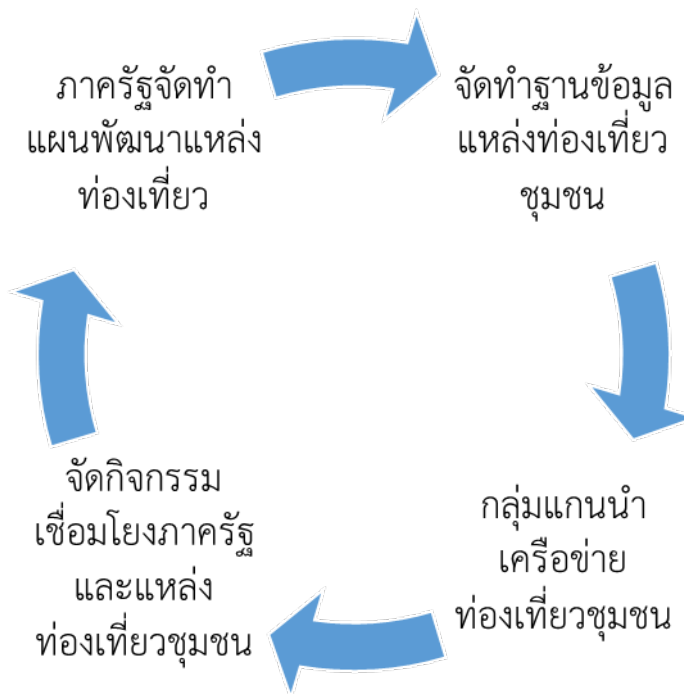 ภาครัฐจัดทำ
แผนพัฒนาแหล่ง
ท่องเที่ยว
จัดทำฐานข้อมูล
แหล่งท่องเที่ยว
ชุมชน
กลุ่มแกนนำ
เครือข่าย
ท่องเที่ยวชุมชน
จัดกิจกรรม
เชื่อมโยงภาครัฐ
และแหล่ง
ท่องเที่ยวชุมชน